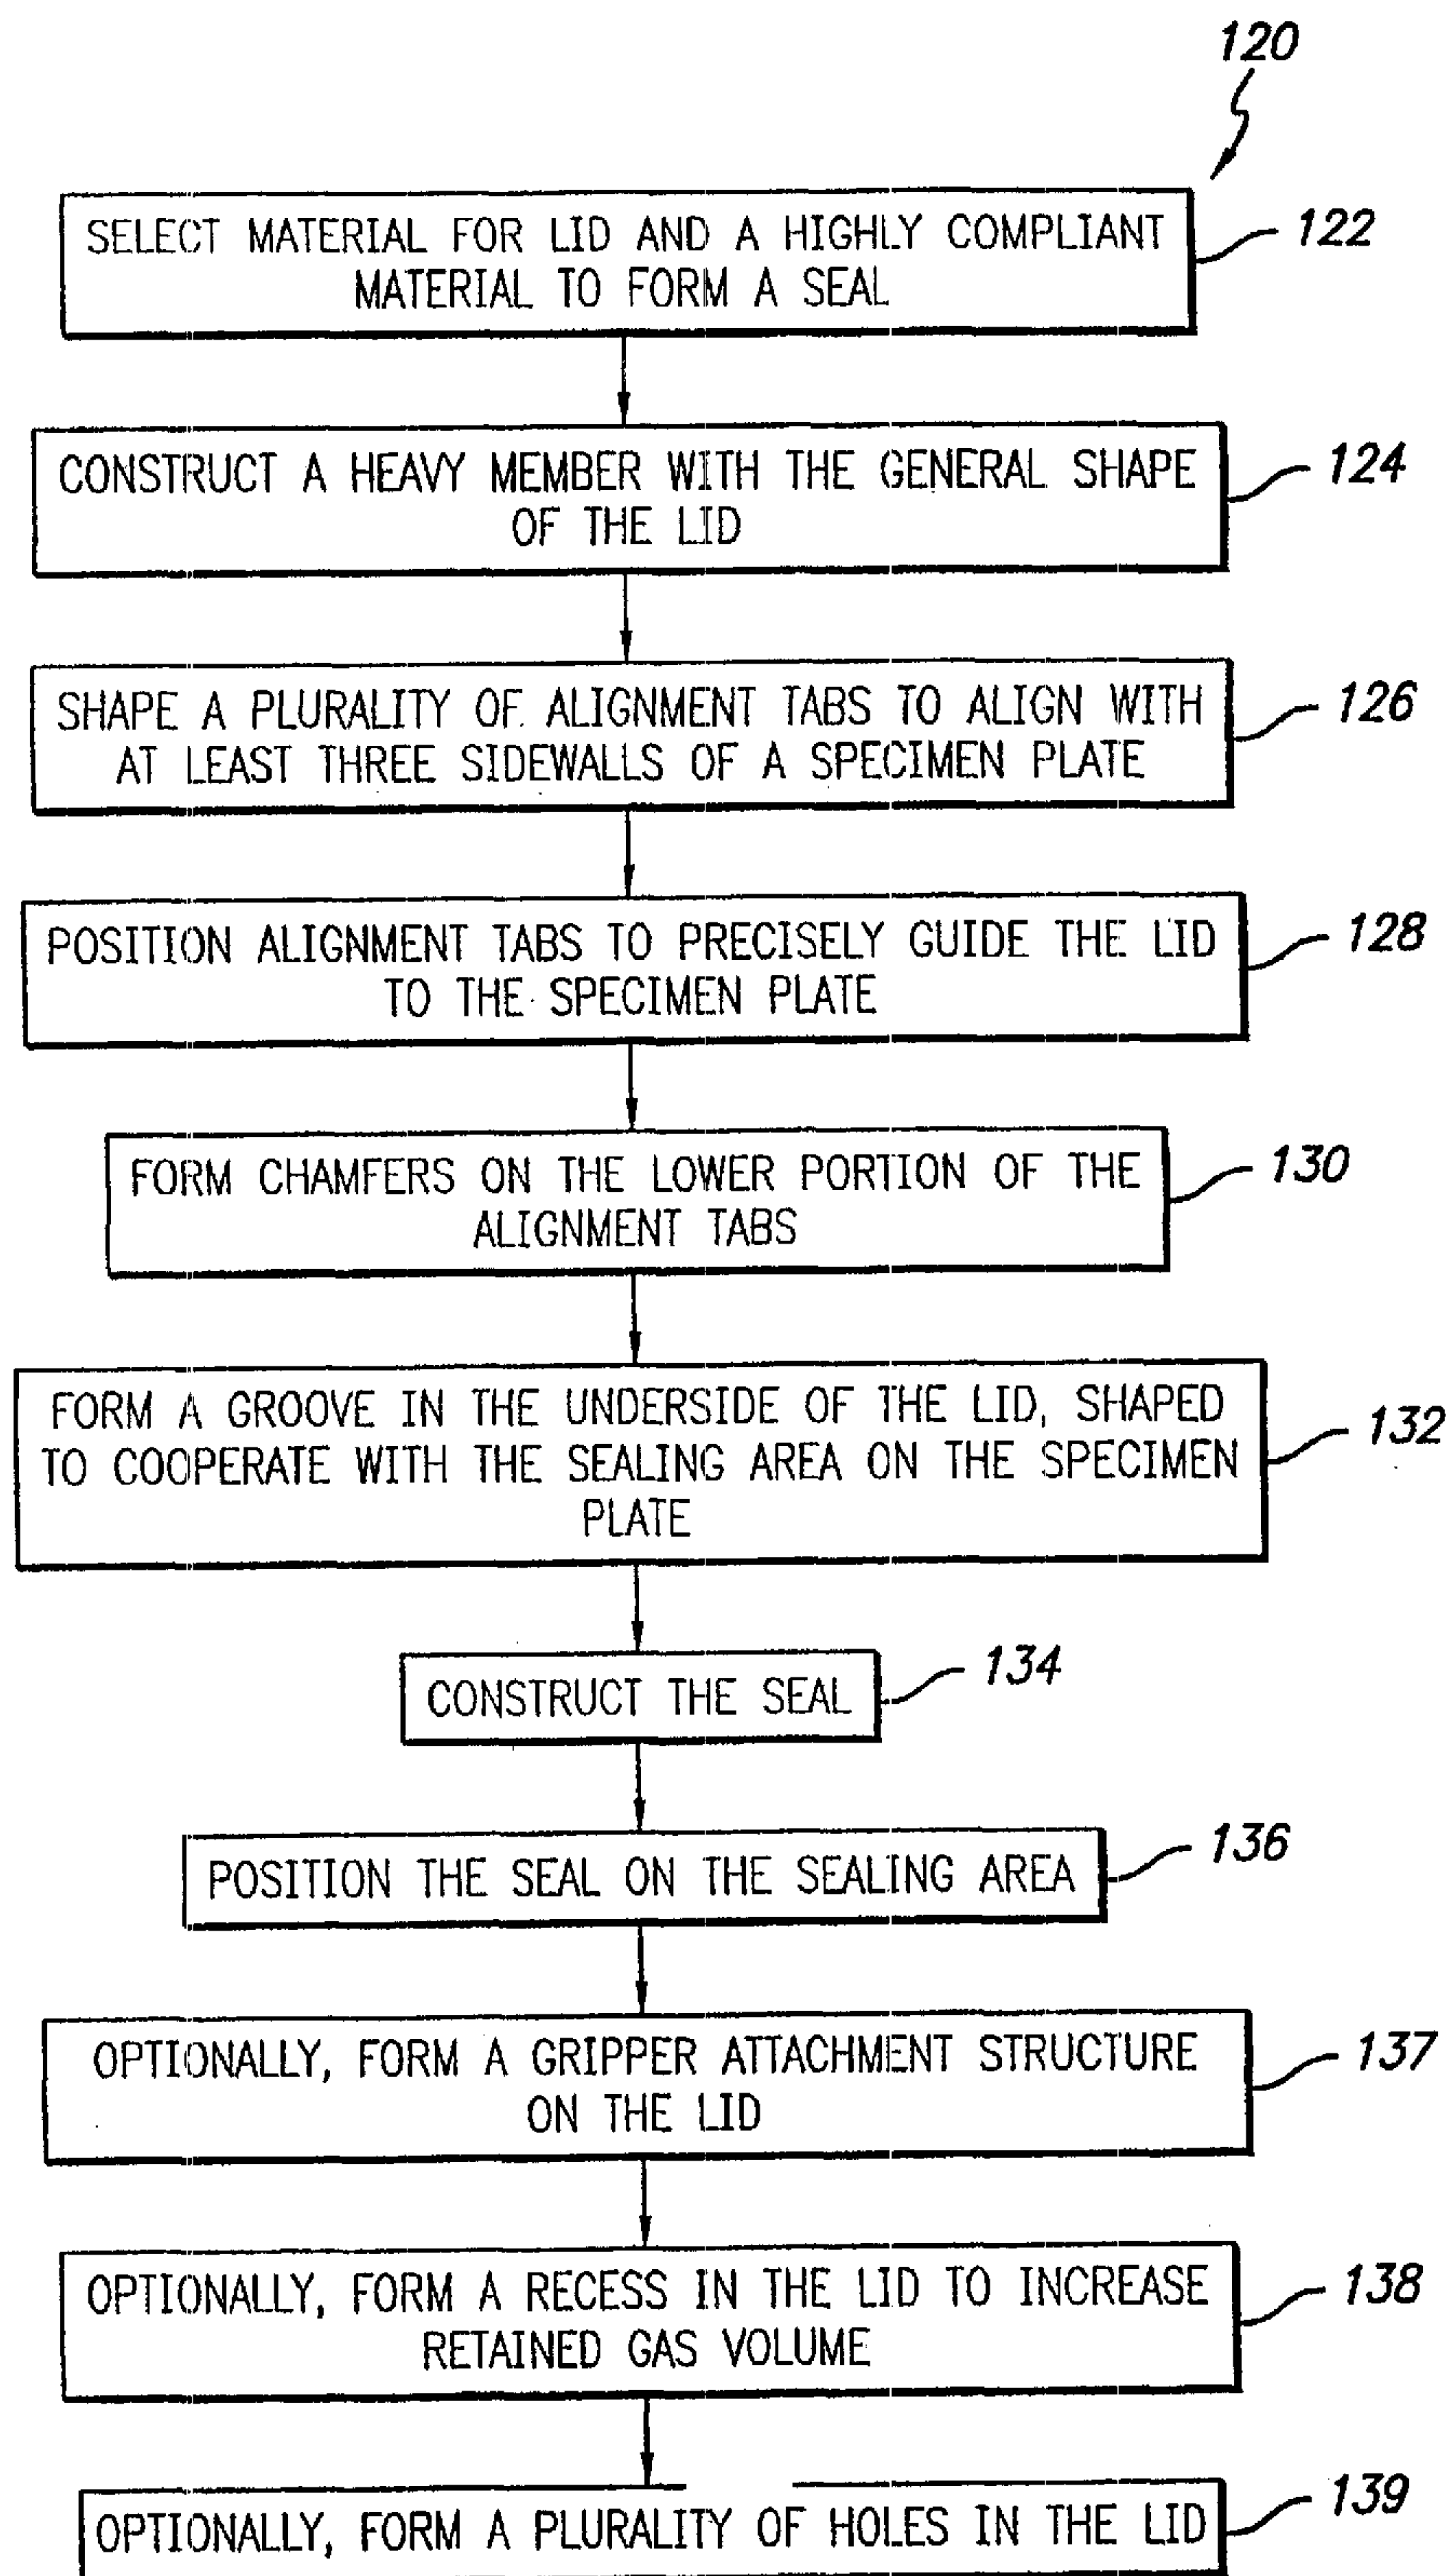 120
SELECT MATERIAL FOR LID AND A HIGHLY COMPLIANT
MATERIAL TO FORM A SEAL
122
CONSTRUCT A HEAVY MEMBER WITH THE GENERAL SHAPE
OF THE LID
124
SHAPE A PLURALITY OF ALIGNMENT TABS TO ALIGN WITH
AT LEAST THREE SIDEWALLS OF A SPECIMEN PLATE
126
POSITION ALIGNMENT TABS TO PRECISELY GUIDE THE LID
TO THE SPECIMEN PLATE
128
FORM CHAMFERS ON THE LOWER PORTION OF THE
ALIGNMENT TABS
130
FORM A GROOVE IN THE UNDERSIDE OF THE LID, SHAPED
TO COOPERATE WITH THE SEALING AREA ON THE SPECIMEN
PLATE
132
CONSTRUCT THE SEAL
134
POSITION THE SEAL ON THE SEALING AREA
136
OPTIONALLY, FORM A GRIPPER ATTACHMENT STRUCTURE
ON THE LID
137
OPTIONALLY, FORM A RECESS IN THE LID TO INCREASE
RETAINED GAS VOLUME
138
OPTIONALLY, FORM A PLURALITY OF HOLES IN THE LID
139